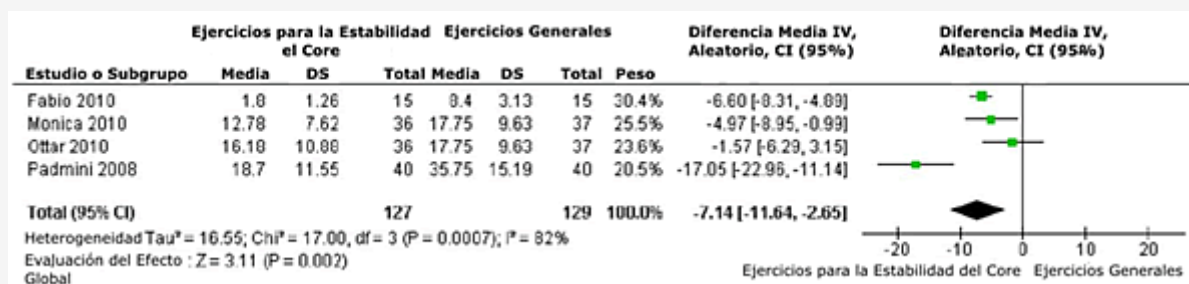 Ejercicios para la Estabilidad Ejercicios Generales Diferencia Media IV, Diferencia Media IV,
el Core Aleatorio, CI (95%) Aleatorio, CI (95%)
Estudio o Subgrupo Media DS Total Media DS Total Peso
Fabio 2010 1.8 1.26 15 8.4 3.13 15 30.4% -6.60 [-8.31, -4.89]
Monica 2010 12.78 7.62 36 17.75 9.63 37 25.5% -4.97 [-8.95, -0.99]
Ottar 2010 16.18 10.88 36 17.75 9.63 37 23.6% -1.57 [-6.29, 3.15]
Padmini 2008 18.7 11.55 40 35.75 15.19 40 20.5% -17.05 [-22.96, -11.14]
Total (95% CI) 127 129 100.0% -7.14 [-11.64, -2.65]
Heterogeneidad Tau² = 16.55; Chi² = 17.00, df = 3 (P = 0.0007); I² = 82%
Evaluación del Efecto : Z = 3.11 (P = 0.002)
Global
-20 -10 0 10 20
Ejercicios para la Estabilidad del Core Ejercicios Generales